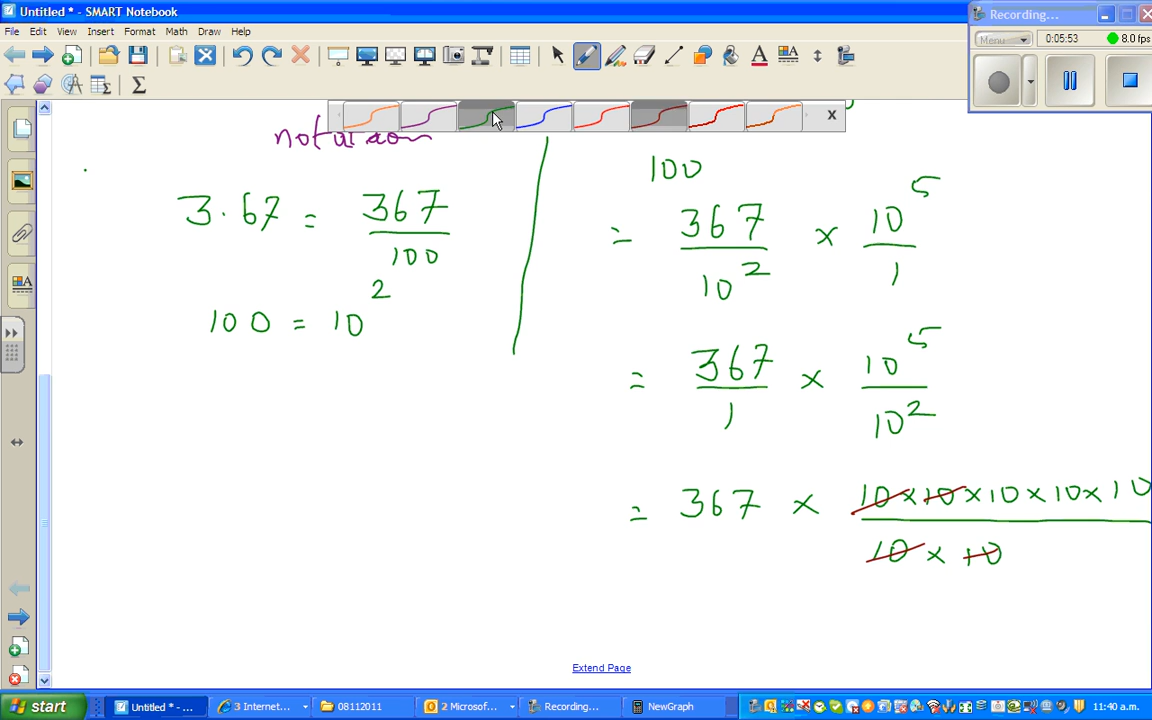 Untitled * - SMART Notebook
File Edit View Insert Format Math Draw Help
Recording...
Menu
0:05:53
8.0 fps
x
notation
3.67 = 367/100
100 = 10^2
100
= 367/10^2 × 10^5/1
= 367/1 × 10^5/10^2
= 367 × 10×10×10×10×10/10×10
Extend Page
start
Untitled * - ...
3 Internet...
08112011
2 Microsof...
Recording...
NewGraph
11:40 a.m.